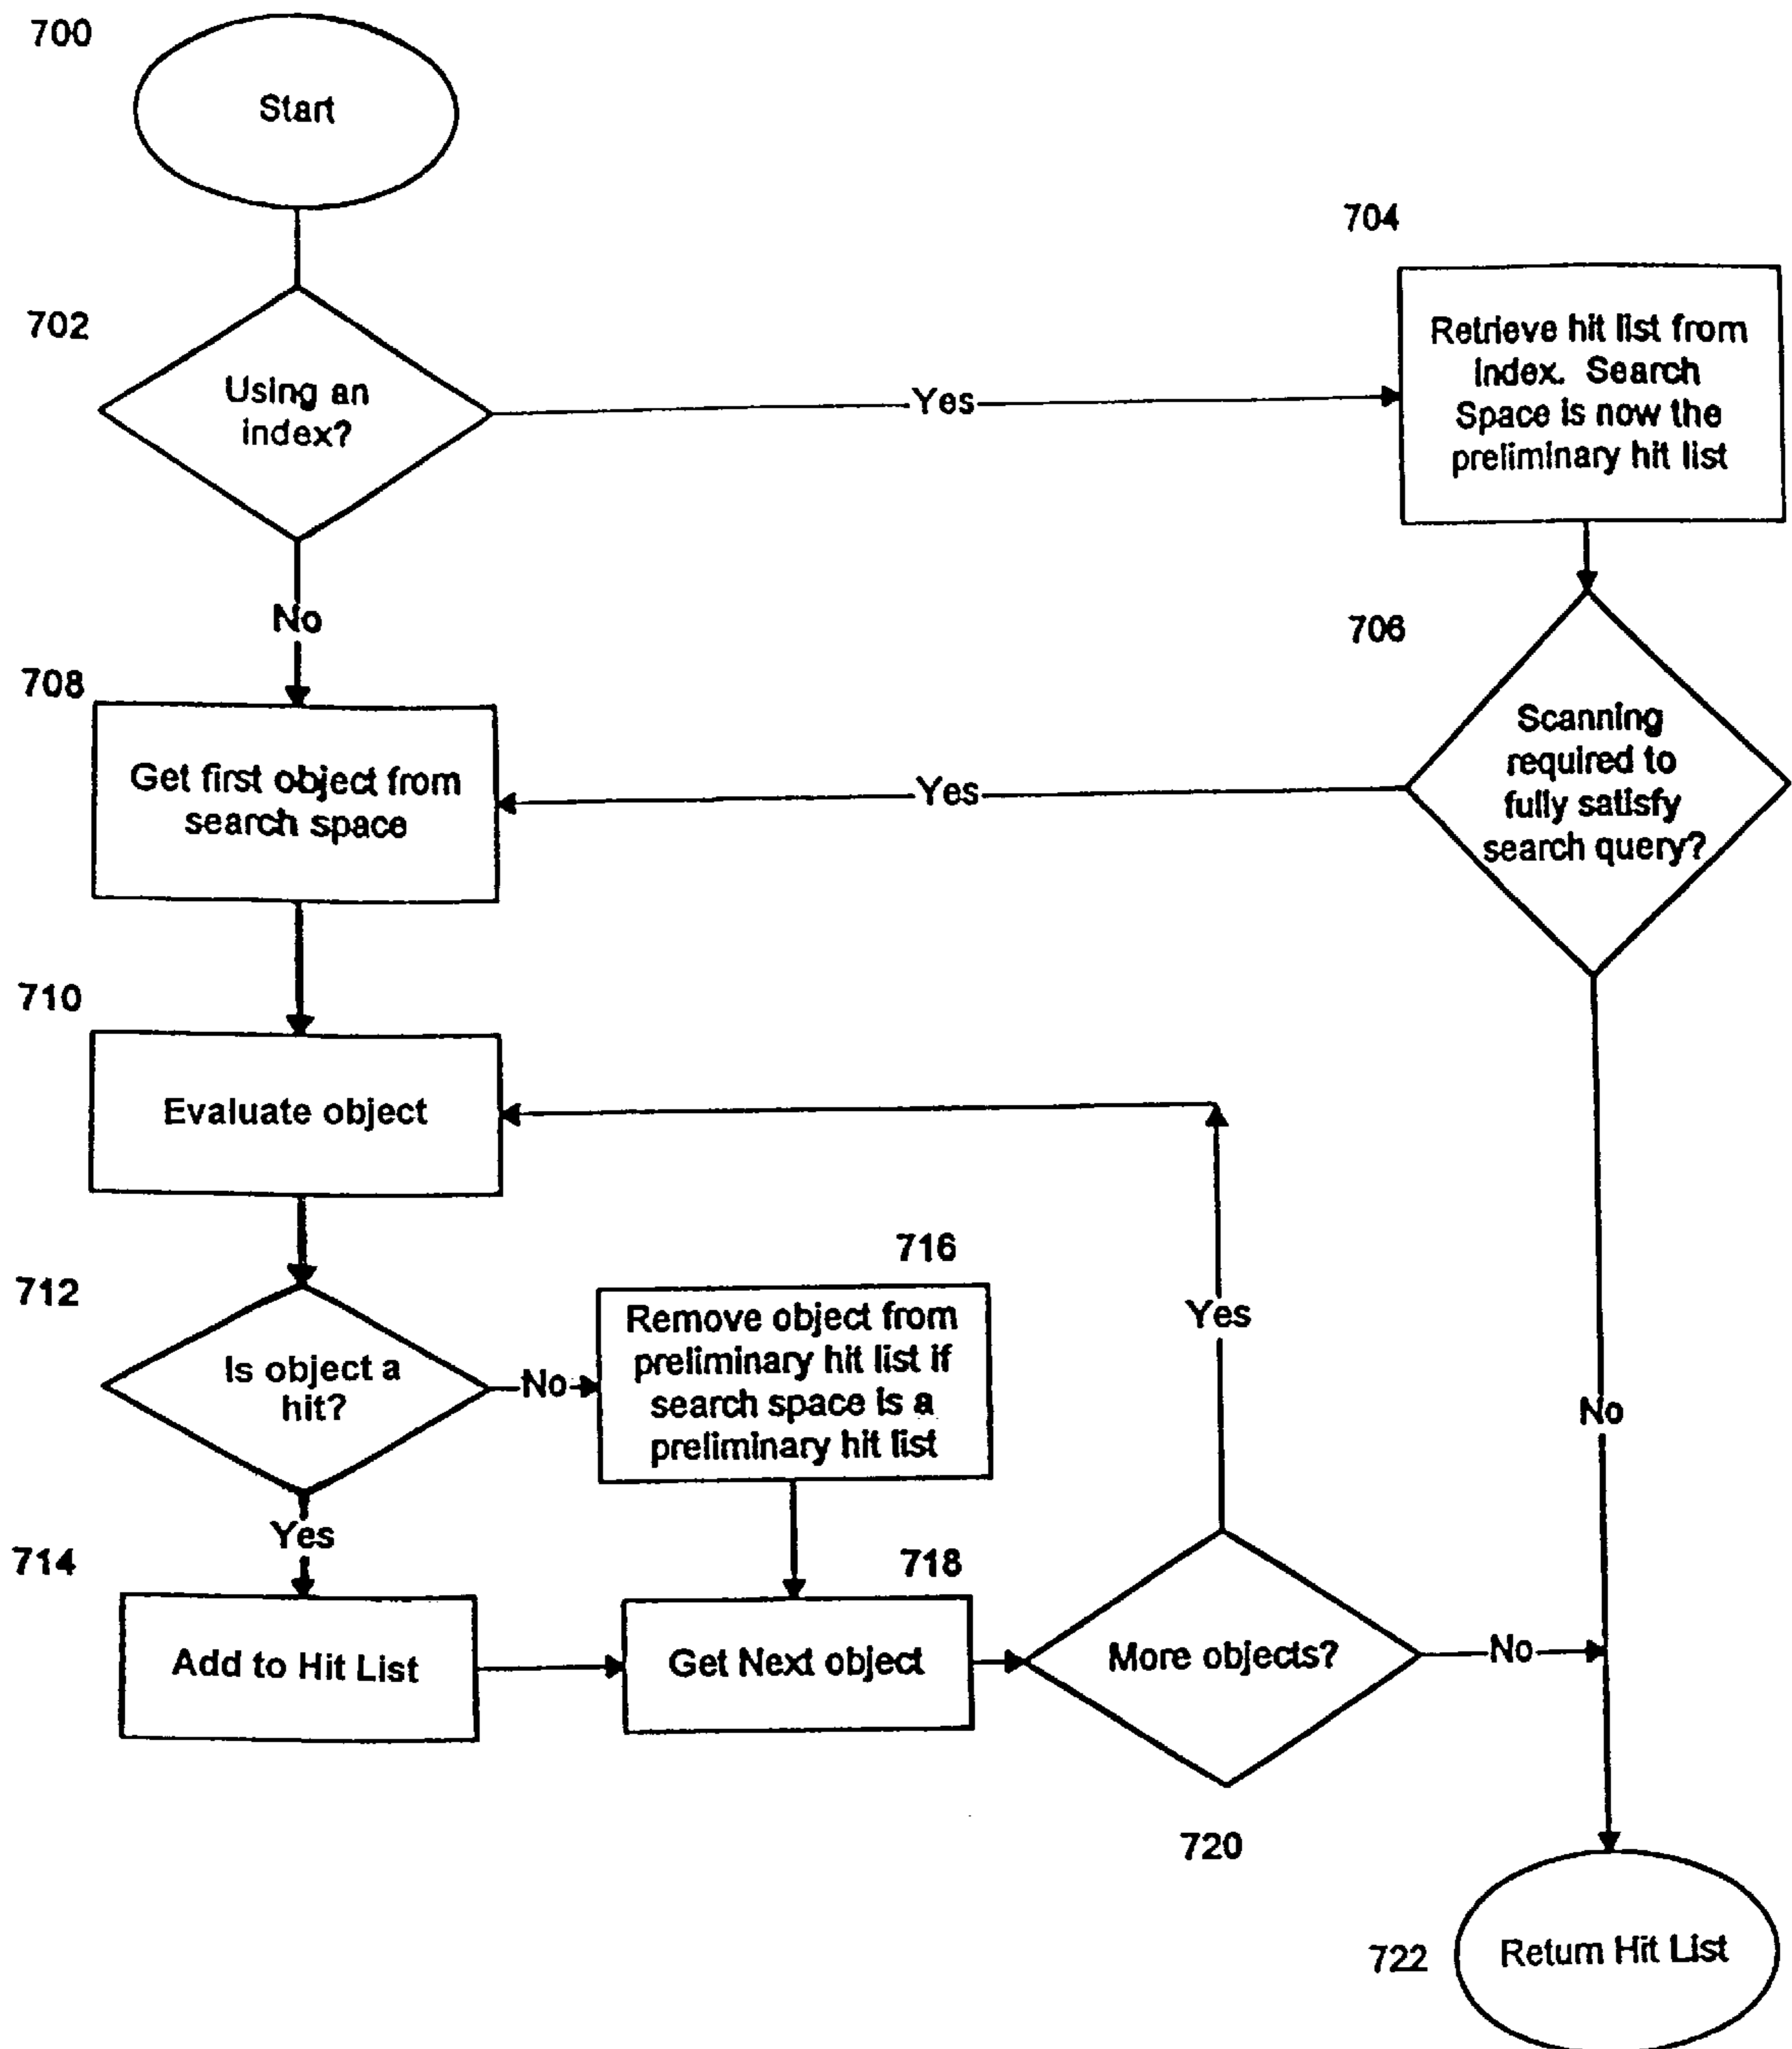 700
Start
702
Using an
index?
Yes
704
Retrieve hit list from
index. Search
Space is now the
preliminary hit list
No
706
Scanning
required to
fully satisfy
search query?
708
Get first object from
search space
Yes
710
Evaluate object
712
Is object a
hit?
No
716
Remove object from
preliminary hit list if
search space is a
preliminary hit list
Yes
No
Yes
714
Add to Hit List
718
Get Next object
More objects?
No
720
722
Return Hit List